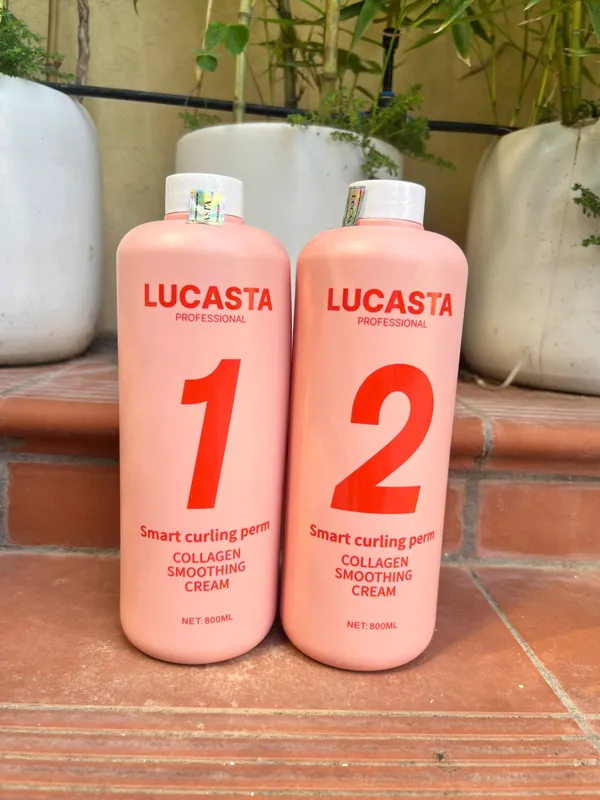 LUCASTA
PROFESSIONAL
1
Smart curling perm
COLLAGEN
SMOOTHING
CREAM
NET: 800ML
LUCASTA
PROFESSIONAL
2
Smart curling perm
COLLAGEN
SMOOTHING
CREAM
NET: 800ML